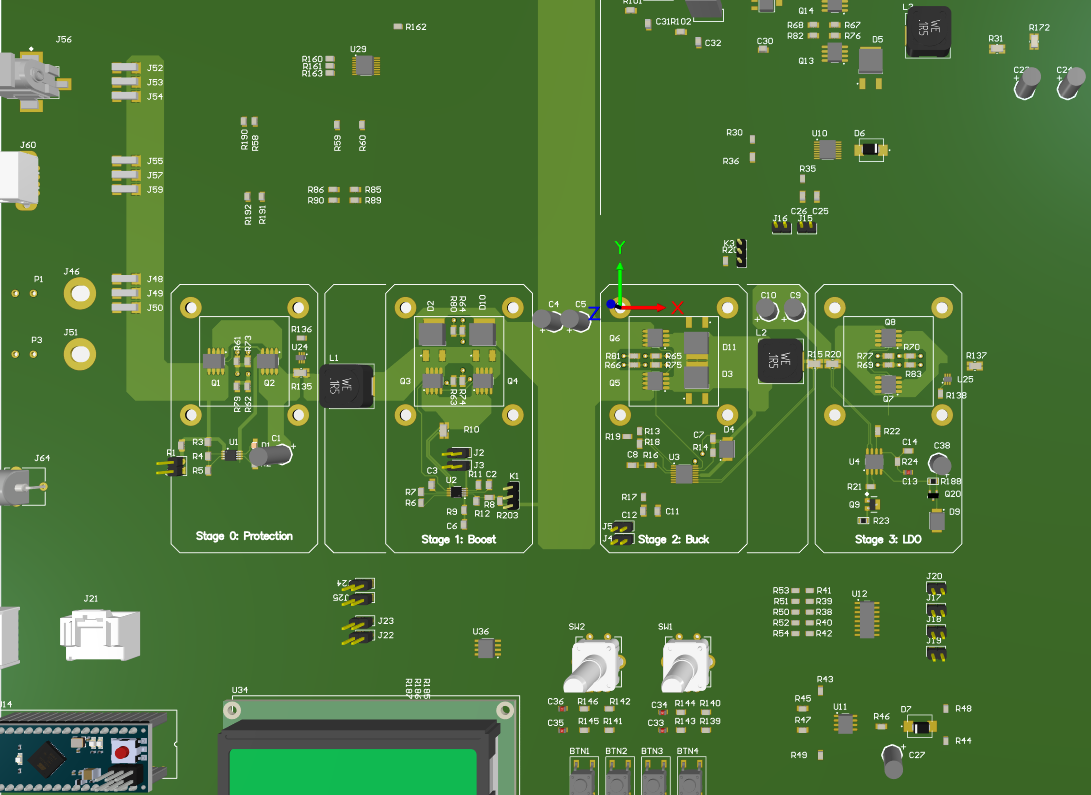 R101
R162
J56
U29
R160
R161
R163
J52
J53
J54
C31
R102
C32
C30
Q14
R68
R67
R82
R76
Q13
D5
WE
1R5
R31
R172
R190
R58
R59
R60
R30
R36
U10
D6
J60
J55
J57
J59
R86
R85
R90
R89
R192
R191
R35
C26
C25
J16
J15
K3
Y
X
Z
P1
J46
J48
J49
J50
P3
J51
D2
R80
R64
D10
C4
C5
C10
C9
R136
U24
R135
R61
R73
Q1
Q2
R79
R62
L1
WE
1R5
Q3
Q4
R63
R74
Q6
R81
R65
R66
R75
Q5
D11
D3
L2
WE
1R5
R15
R20
Q8
R77
R70
R69
R83
Q7
R137
R138
R1
R3
R4
R5
U1
C1
R10
J2
J3
C3
R11
C2
K1
U2
R7
R6
R8
R9
R12
R203
C6
R19
R13
R18
C8
R16
U3
C7
R14
D4
R17
C12
C11
J5
J4
R22
U4
C14
R24
C13
C38
R188
Q20
R21
Q9
R23
D9
Stage 0: Protection
Stage 1: Boost
Stage 2: Buck
Stage 3: LDO
J64
J21
J24
J25
J23
J22
U36
SW2
SW1
R53
R41
R51
R39
R50
R38
R52
R40
R54
R42
U12
J20
J17
J18
J19
U34
R187
R186
R185
C36
R146
R142
C35
R145
R141
C34
R144
R140
C33
R143
R139
BTN1
BTN2
BTN3
BTN4
R43
R45
R47
R49
U11
R46
D7
R48
R44
C27